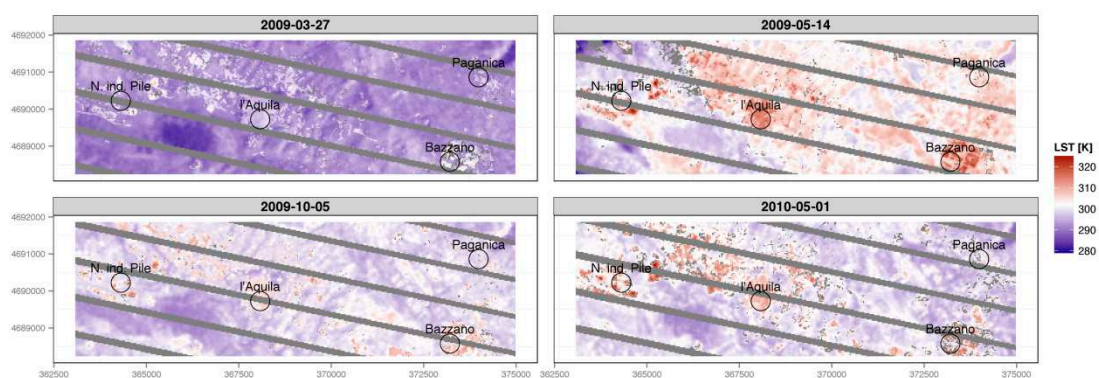 2009-03-27
2009-05-14
4692000
4691000
4690000
4689000
Paganica
N. ind. Pile
l'Aquila
Bazzano
Paganica
N. ind. Pile
l'Aquila
Bazzano
LST [K]
320
310
300
290
280
2009-10-05
2010-05-01
4692000
4691000
4690000
4689000
Paganica
N. ind. Pile
l'Aquila
Bazzano
Paganica
N. ind. Pile
l'Aquila
Bazzano
362500 365000 367500 370000 372500 375000 362500 365000 367500 370000 372500 375000